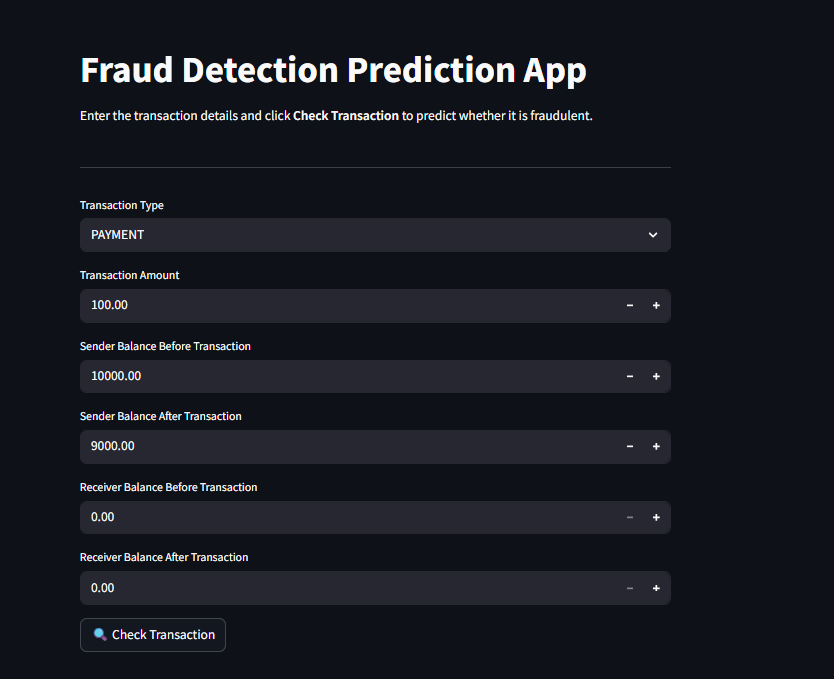 Fraud Detection Prediction App
Enter the transaction details and click Check Transaction to predict whether it is fraudulent.
Transaction Type
PAYMENT
Transaction Amount
100.00
Sender Balance Before Transaction
10000.00
Sender Balance After Transaction
9000.00
Receiver Balance Before Transaction
0.00
Receiver Balance After Transaction
0.00
Check Transaction